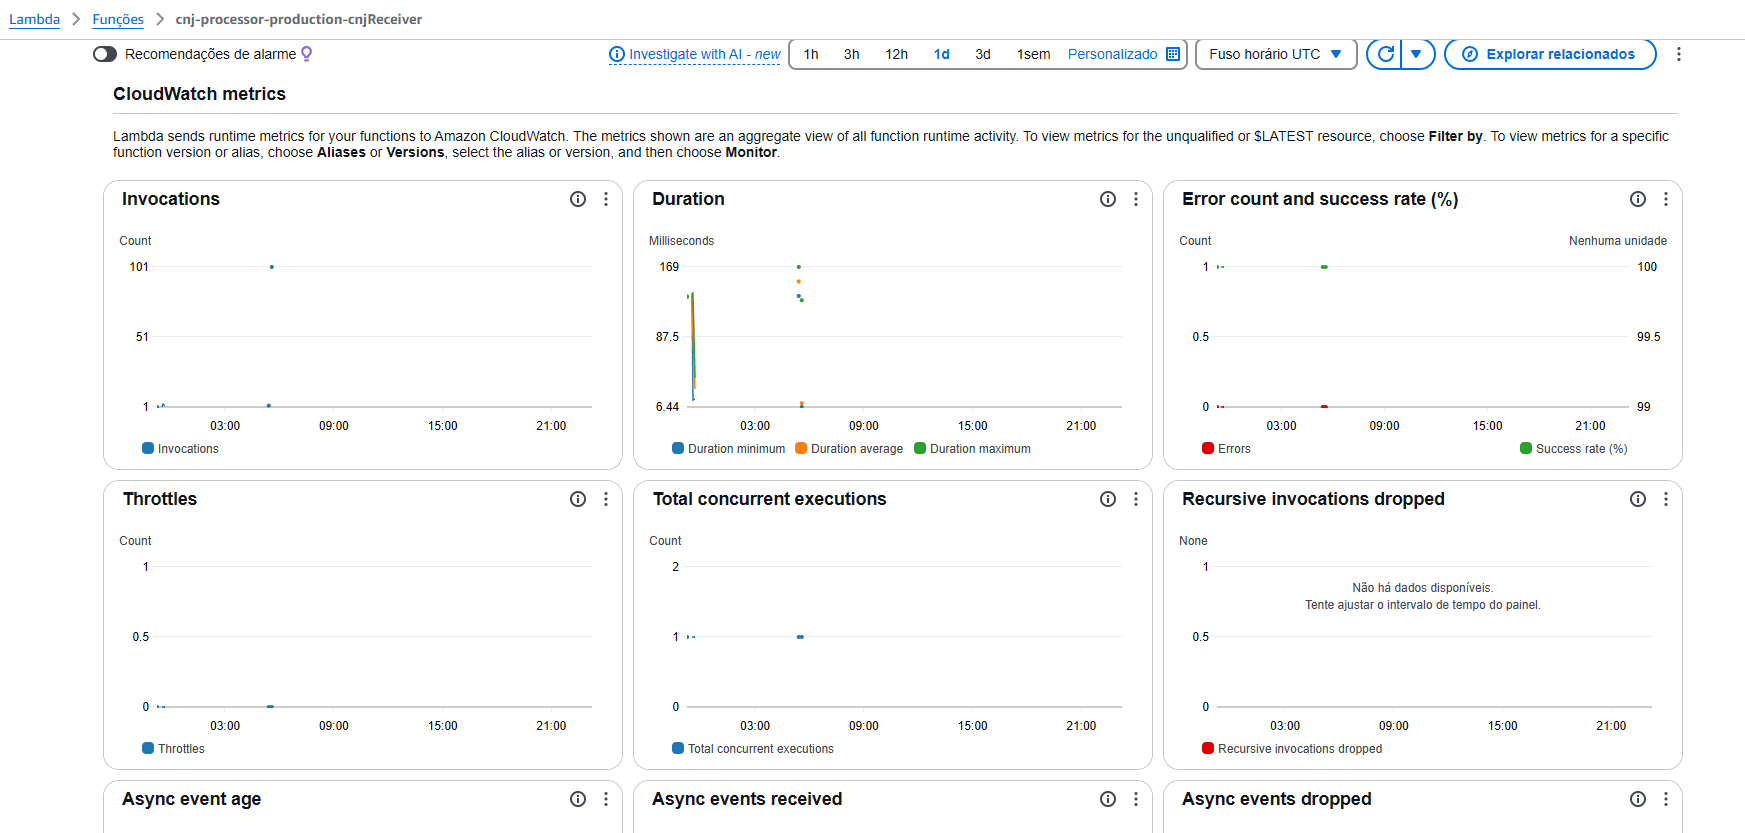 Lambda > Funções > cnj-processor-production-cnjReceiver
Recomendações de alarme
Investigate with AI - new
1h 3h 12h 1d 3d 1sem Personalizado
Fuso horário UTC
Explorar relacionados
CloudWatch metrics
Lambda sends runtime metrics for your functions to Amazon CloudWatch. The metrics shown are an aggregate view of all function runtime activity. To view metrics for the unqualified or $LATEST resource, choose Filter by. To view metrics for a specific
function version or alias, choose Aliases or Versions, select the alias or version, and then choose Monitor.
Invocations
Count
101
51
1
03:00 09:00 15:00 21:00
Invocations
Duration
Milliseconds
169
87.5
6.44
03:00 09:00 15:00 21:00
Duration minimum Duration average Duration maximum
Error count and success rate (%)
Count Nenhuma unidade
1 100
0.5 99.5
0 99
03:00 09:00 15:00 21:00
Errors Success rate (%)
Throttles
Count
1
0.5
0
03:00 09:00 15:00 21:00
Throttles
Total concurrent executions
Count
2
1
0
03:00 09:00 15:00 21:00
Total concurrent executions
Recursive invocations dropped
None
1
Não há dados disponíveis.
Tente ajustar o intervalo de tempo do painel.
0.5
0
03:00 09:00 15:00 21:00
Recursive invocations dropped
Async event age
Async events received
Async events dropped